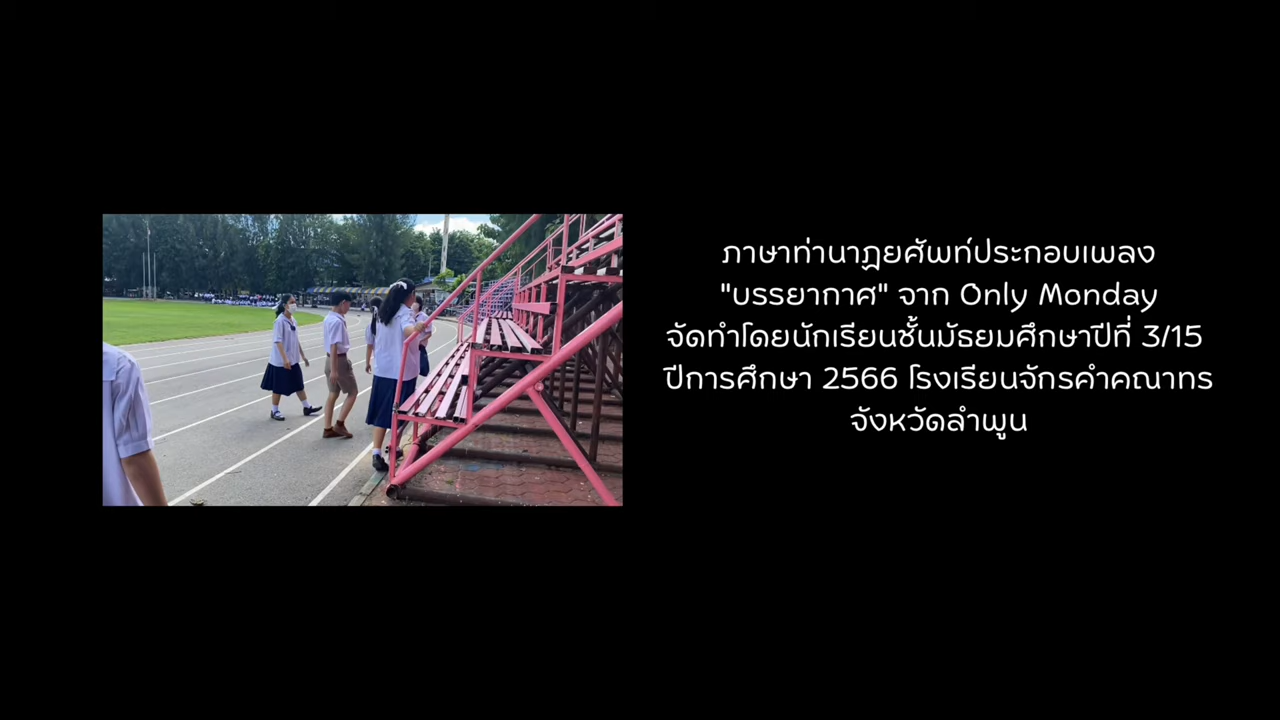 ภาษาท่านาฏยศัพท์ประกอบเพลง
"บรรยากาศ" จาก Only Monday
จัดทำโดยนักเรียนชั้นมัธยมศึกษาปีที่ 3/15
ปีการศึกษา 2566 โรงเรียนจักรคำคณาทร
จังหวัดลำพูน